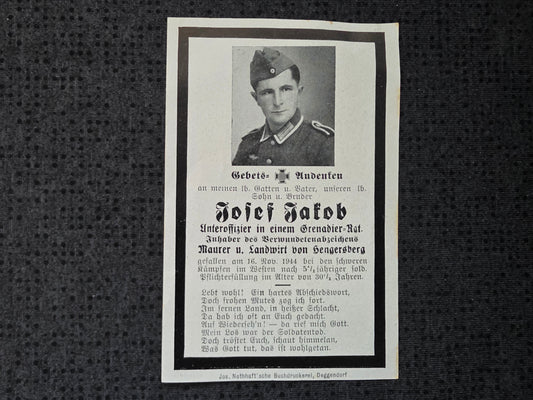 Gebets- Andenken
an meinen lb. Gatten u. Vater, unseren lb.
Sohn u. Bruder
Josef Jakob
Unteroffizier in einem Grenadier-Rgt.
Inhaber des Verwundetenabzeichens
Maurer u. Landwirt von Hengersberg
gefallen am 16. Nov. 1944 bei den schweren
Kämpfen im Westen nach 5¼jähriger sold.
Pflichterfüllung im Alter von 30¼ Jahren.
Lebt wohl! Ein hartes Abschiedswort,
Doch frohen Mutes zog ich fort.
Im fernen Land, in heißer Schlacht,
Da hab ich oft an Euch gedacht.
Auf Wiederseh'n! — da rief mich Gott.
Mein Los war der Soldatentod.
Doch tröstet Euch, schaut himmelan,
Was Gott tut, das ist wohlgetan.
Jos. Nothhaft'sche Buchdruckerei, Deggendorf